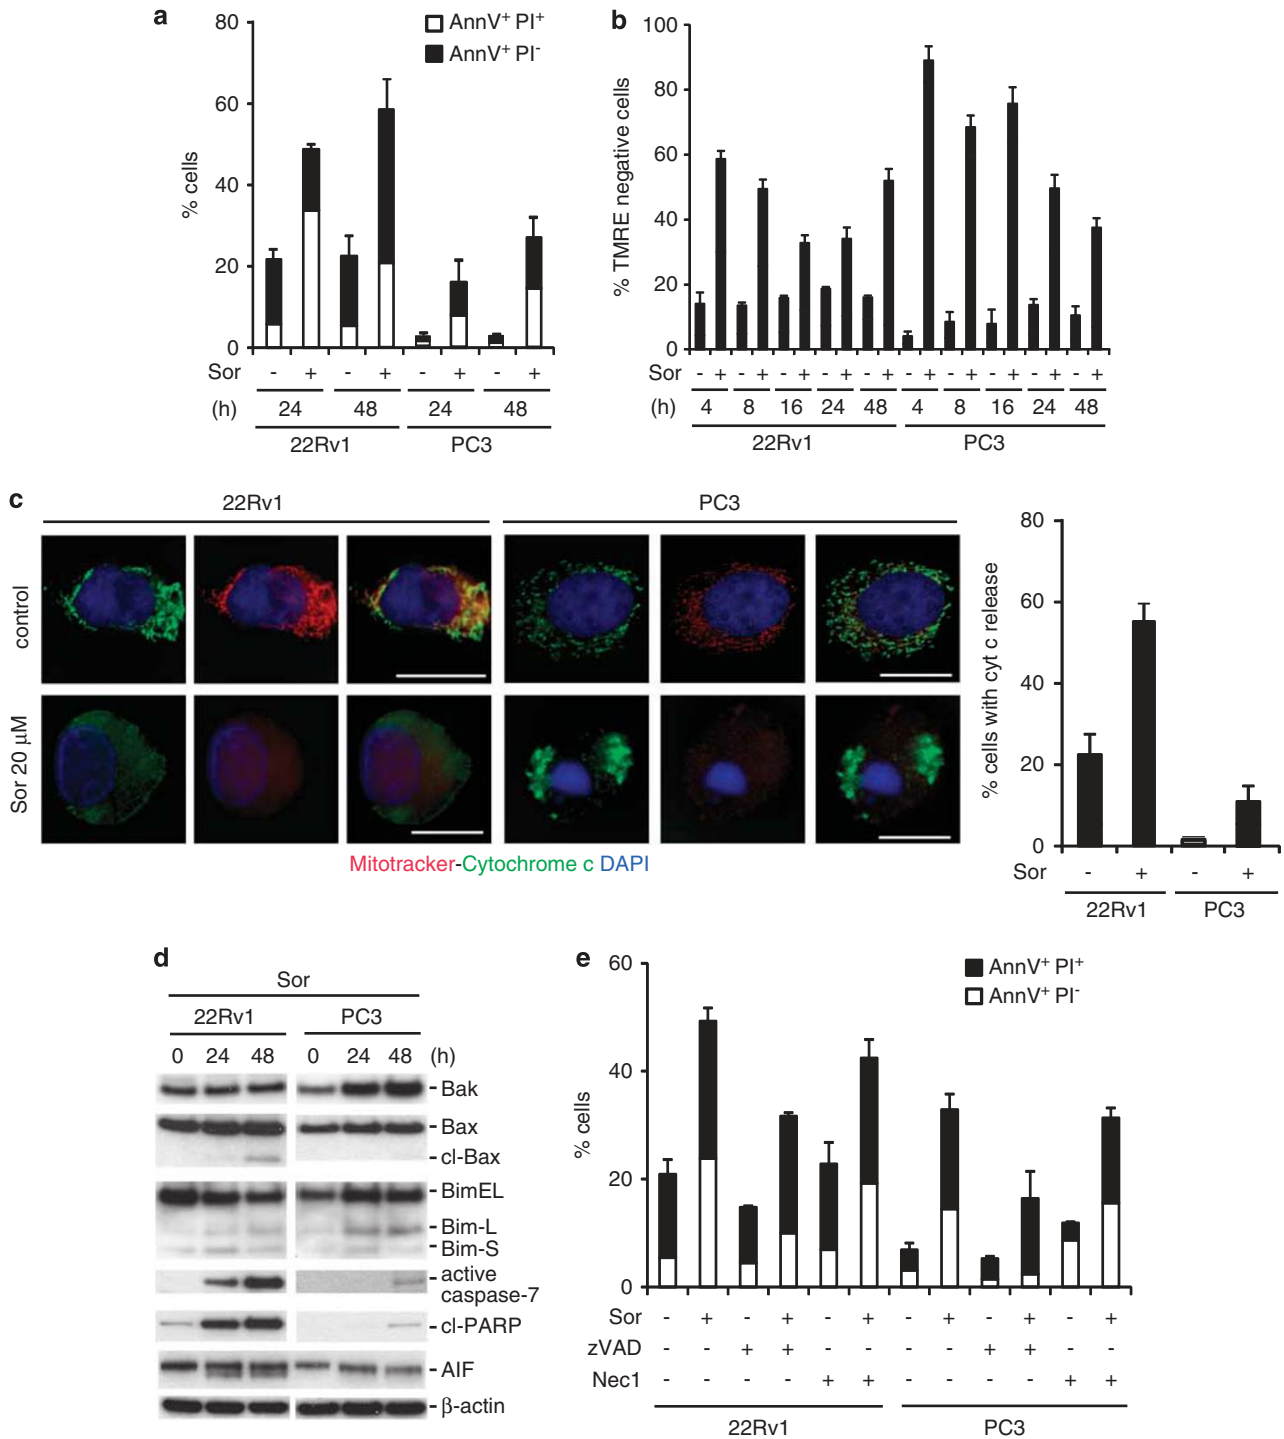 a
80
60
40
20
0
% cells
AnnV+ PI+
AnnV+ PI-
Sor - + - + - + - +
(h) 24 48 24 48
22Rv1 PC3
b
100
80
60
40
20
0
% TMRE negative cells
Sor - + - + - + - + - + - + - + - + - + - +
(h) 4 8 16 24 48 4 8 16 24 48
22Rv1 PC3
c
22Rv1 PC3
control
Sor 20 μM
Mitotracker-Cytochrome c DAPI
80
60
40
20
0
% cells with cyt c release
Sor - + - +
22Rv1 PC3
d
Sor
22Rv1 PC3
0 24 48 0 24 48 (h)
Bak
Bax
cl-Bax
BimEL
Bim-L
Bim-S
active
caspase-7
cl-PARP
AIF
β-actin
e
60
40
20
0
% cells
AnnV+ PI+
AnnV+ PI-
Sor - + - + - + - + - + - +
zVAD - - + + - - - - + + - -
Nec1 - - - - + + - - - - + +
22Rv1 PC3